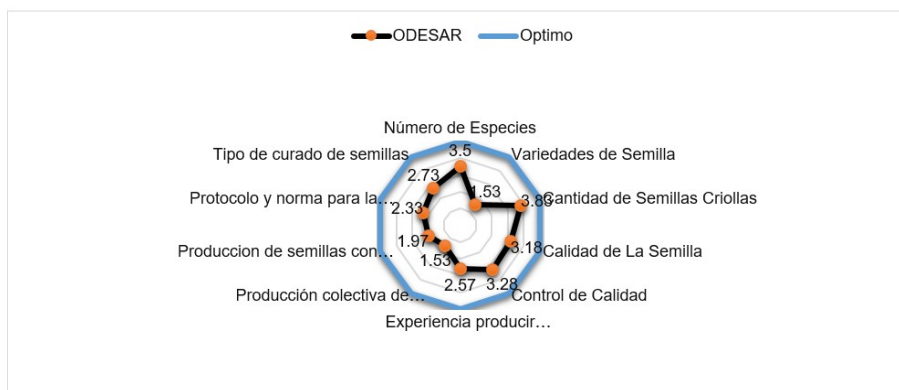 ODESAR Optimo
Número de Especies
3.5
Tipo de curado de semillas
Variedades de Semilla
2.73
1.53
Protocolo y norma para la...
Cantidad de Semillas Criollas
3.83
2.33
1.97
3.18
Produccion de semillas con...
Calidad de La Semilla
1.53
2.57
3.28
Producción colectiva de...
Control de Calidad
Experiencia producir...